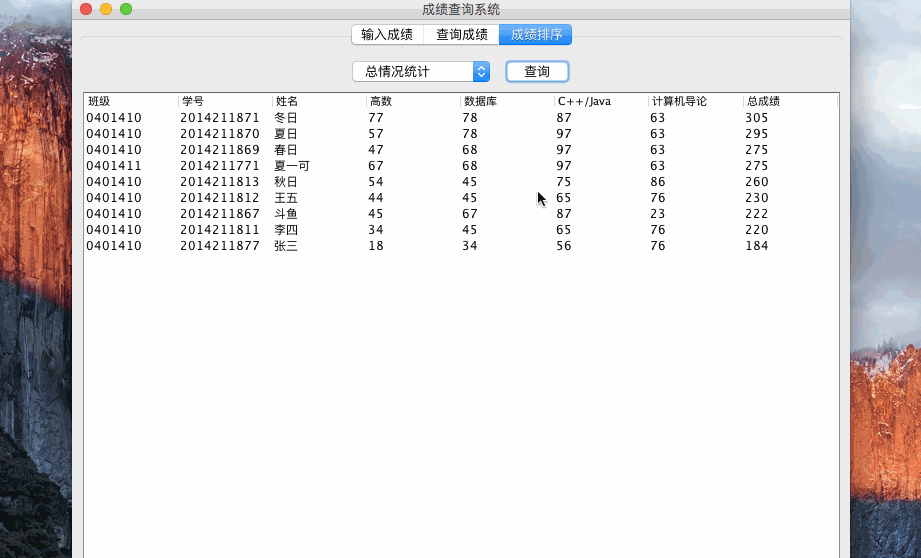 成绩查询系统
输入成绩 查询成绩 成绩排序
总情况统计 查询
班级 学号 姓名 高数 数据库 C++/Java 计算机导论 总成绩
0401410 2014211871 冬日 77 78 87 63 305
0401410 2014211870 夏日 57 78 97 63 295
0401410 2014211869 春日 47 68 97 63 275
0401411 2014211771 夏一可 67 68 97 63 275
0401410 2014211813 秋日 54 45 75 86 260
0401410 2014211812 王五 44 45 65 76 230
0401410 2014211867 斗鱼 45 67 87 23 222
0401410 2014211811 李四 34 45 65 76 220
0401410 2014211877 张三 18 34 56 76 184